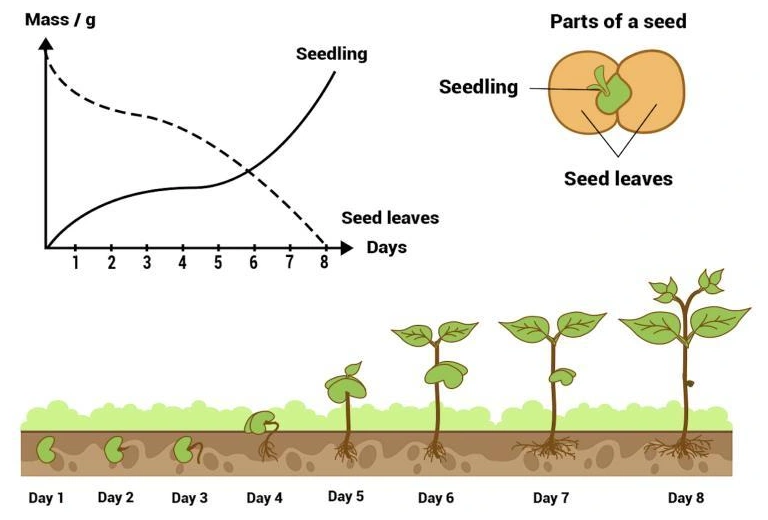 Mass / g
Seedling
Seed leaves
Days
1 2 3 4 5 6 7 8
Parts of a seed
Seedling
Seed leaves
Day 1 Day 2 Day 3 Day 4 Day 5 Day 6 Day 7 Day 8